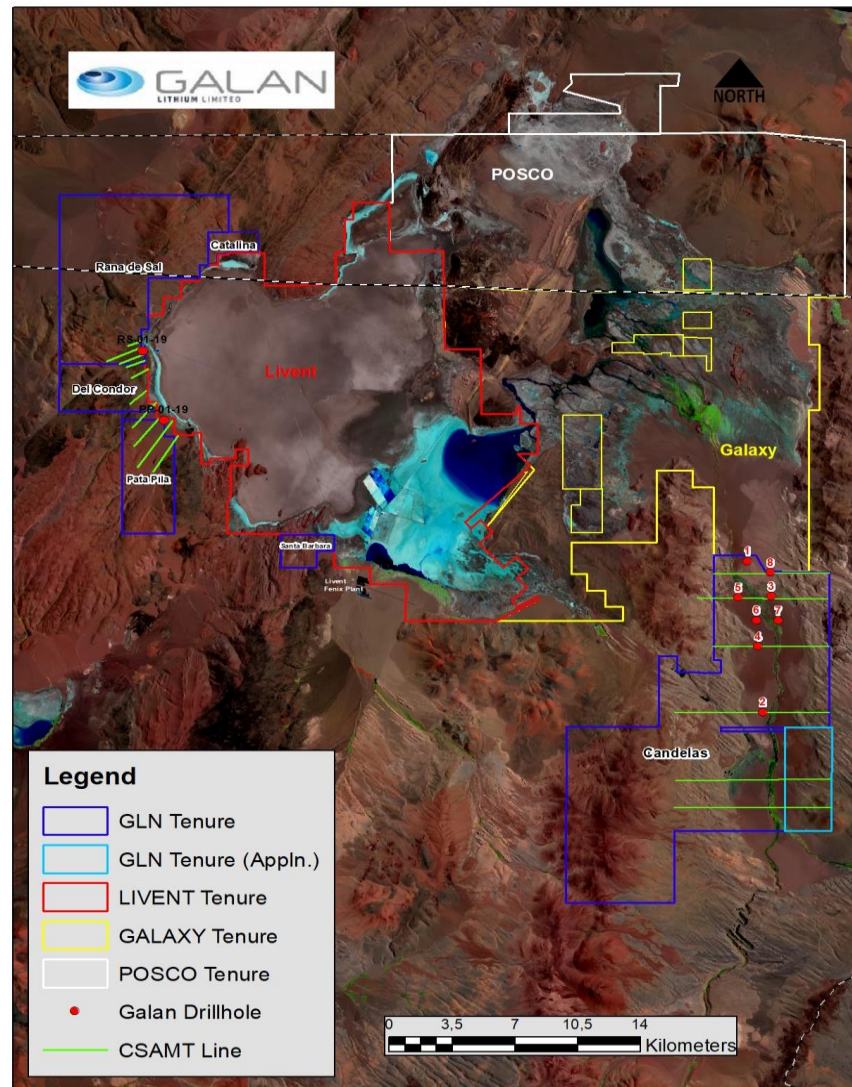 GALAN
LITHIUM LIMITED
NORTH
POSCO
Catalina
Rana de Sal
RS-01-19
Livent
Del Condor
PP-01-19
Galaxy
Pata Pila
Santa Barbara
Livent
Fenix Plant
1
8
5
3
6
7
4
2
Candelas
Legend
GLN Tenure
GLN Tenure (Appln.)
LIVENT Tenure
GALAXY Tenure
POSCO Tenure
Galan Drillhole
CSAMT Line
0 3,5 7 10,5 14
Kilometers